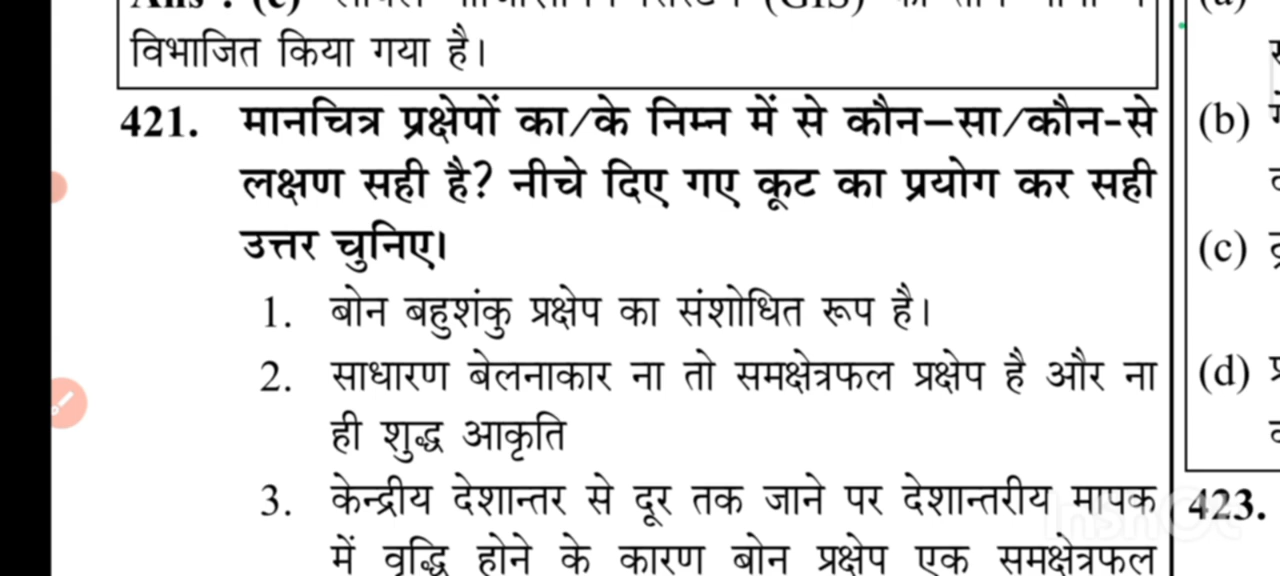 विभाजित किया गया है।
421. मानचित्र प्रक्षेपों का/के निम्न में से कौन–सा/कौन-से
लक्षण सही है? नीचे दिए गए कूट का प्रयोग कर सही
उत्तर चुनिए।
1. बोन बहुशंकु प्रक्षेप का संशोधित रूप है।
2. साधारण बेलनाकार ना तो समक्षेत्रफल प्रक्षेप है और ना
ही शुद्ध आकृति
3. केन्द्रीय देशान्तर से दूर तक जाने पर देशान्तरीय मापक
में वृद्धि होने के कारण बोन प्रक्षेप एक समक्षेत्रफल
(b)
(c)
(d)
423.